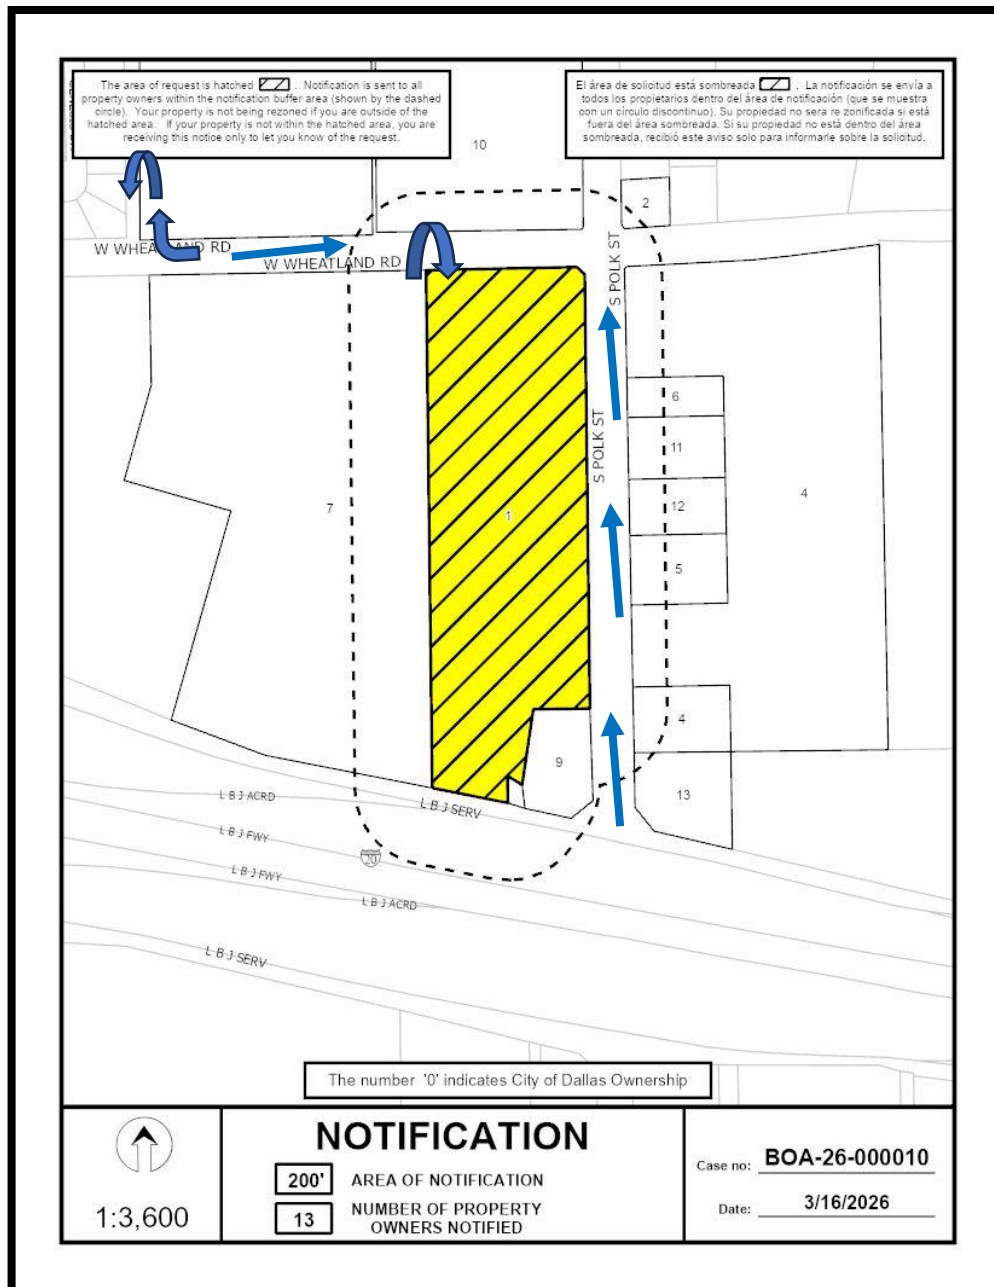 The area of request is hatched . Notification is sent to all
property owners within the notification buffer area (shown by the dashed
circle). Your property is not being rezoned if you are outside of the
hatched area. If your property is not within the hatched area, you are
receiving this notice only to let you know of the request.
El área de solicitud está sombreada . La notificación se envía a
todos los propietarios dentro del área de notificación (que se muestra
con un círculo discontinuo). Su propiedad no sera re zonificada si está
fuera del área sombreada. Si su propiedad no está dentro del área
sombreada, recibió este aviso solo para informarle sobre la solicitud.
10
2
W WHEATLAND RD
W WHEATLAND RD
S POLK ST
6
S POLK ST
11
7
1
12
4
5
4
9
13
L B J ACRD
L B J SERV
L B J FWY
20
L B J FWY
L B J ACRD
L B J SERV
The number '0' indicates City of Dallas Ownership
1:3,600
NOTIFICATION
200' AREA OF NOTIFICATION
13 NUMBER OF PROPERTY
OWNERS NOTIFIED
Case no: BOA-26-000010
Date: 3/16/2026